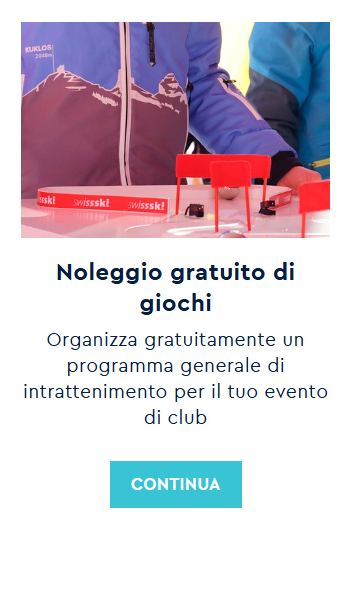 KUKLOS
2048m
swissski
swissski
Noleggio gratuito di
giochi
Organizza gratuitamente un
programma generale di
intrattenimento per il tuo evento
di club
CONTINUA